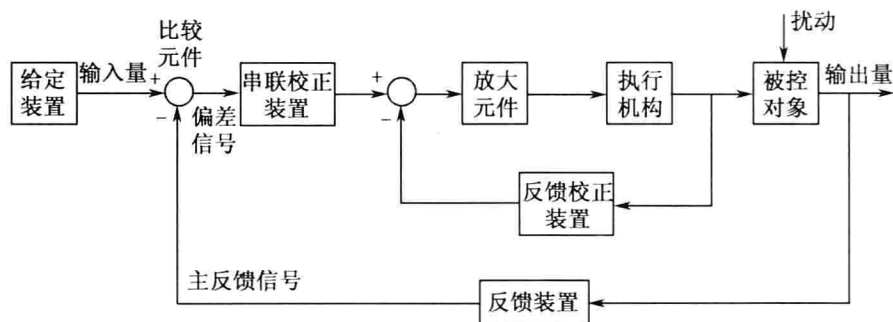 扰动
比较
元件
给定
装置
输入量
+
-
偏差
信号
串联校正
装置
+
-
放大
元件
执行
机构
被控
对象
输出量
反馈校正
装置
主反馈信号
反馈装置